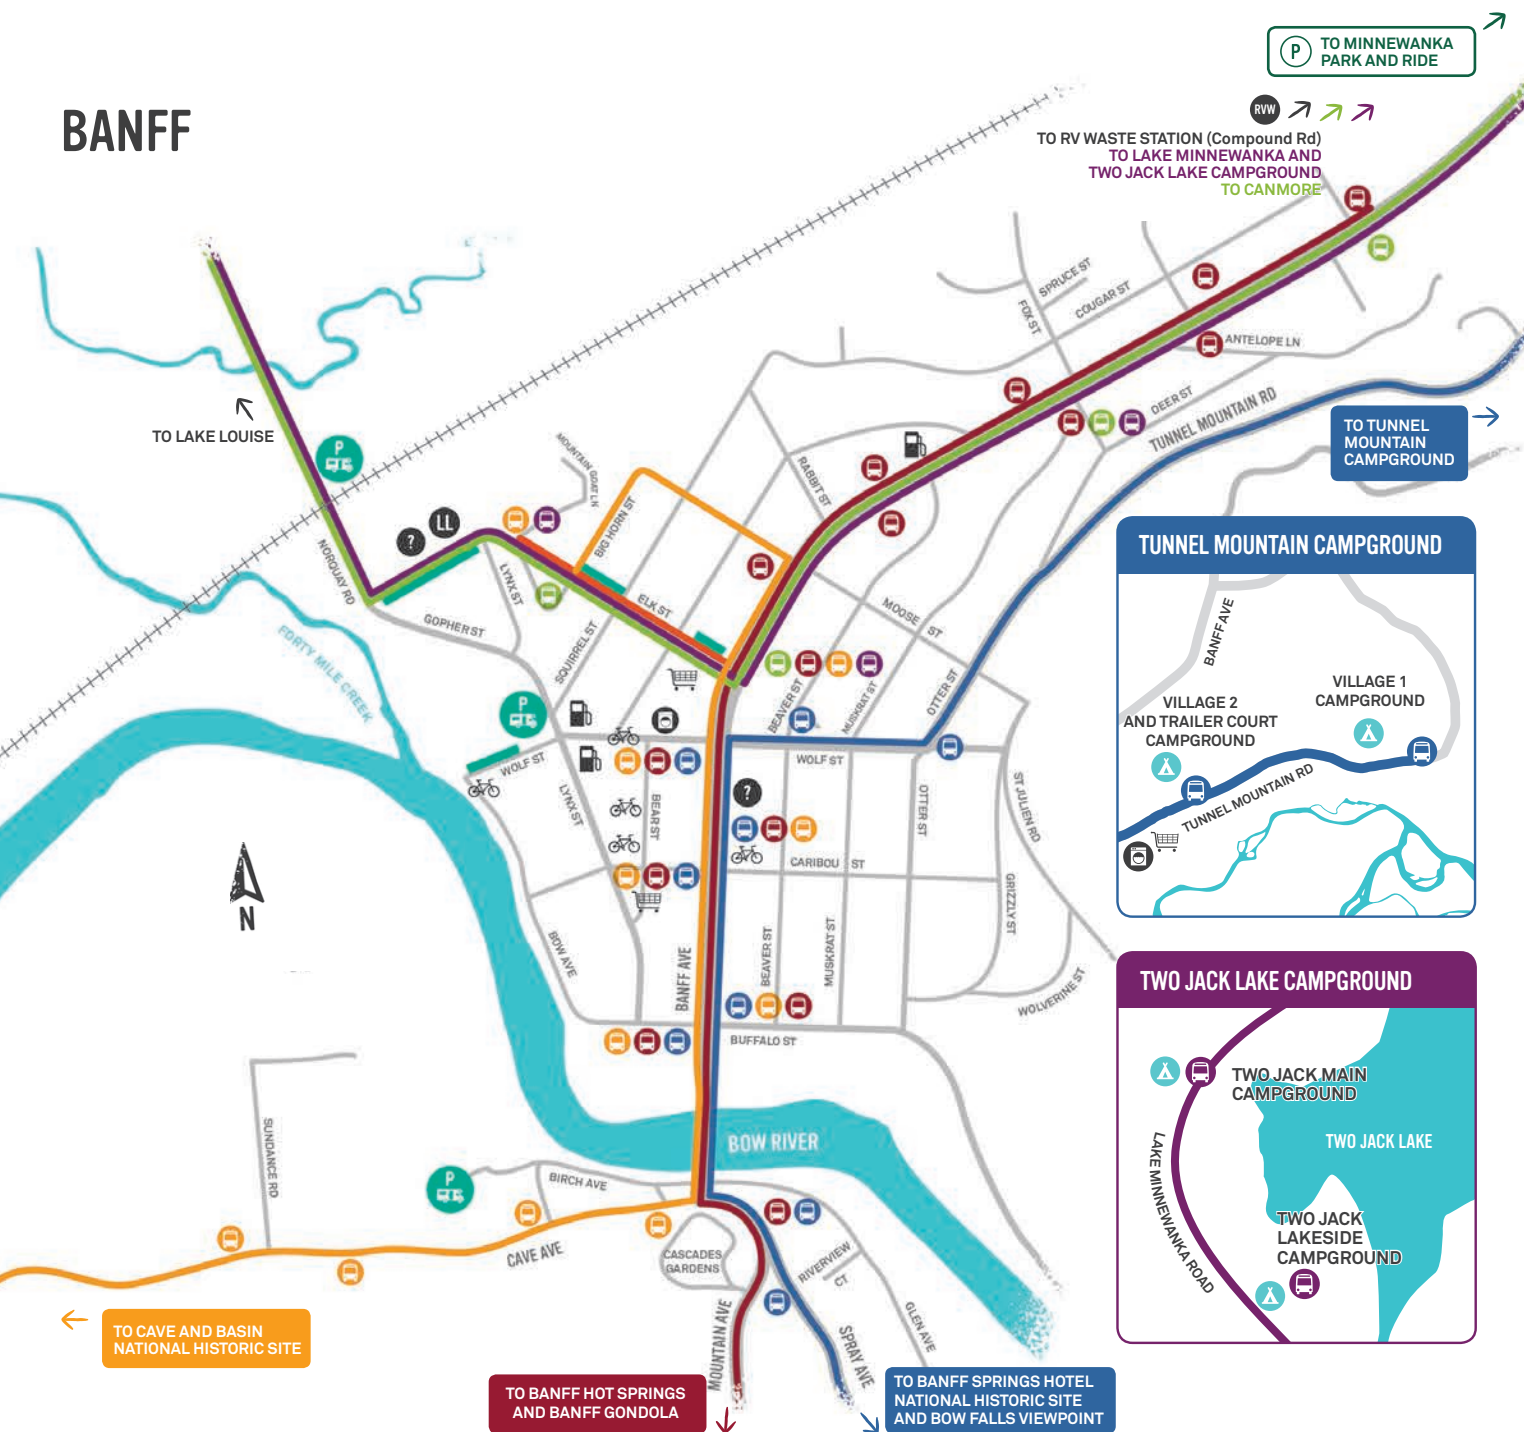 BANFF
P
TO MINNEWANKA
PARK AND RIDE
RVW
TO RV WASTE STATION (Compound Rd)
TO LAKE MINNEWANKA AND
TWO JACK LAKE CAMPGROUND
TO CANMORE
SPRUCE ST
COUGAR ST
FOX ST
ANTELOPE LN
DEER ST
TUNNEL MOUNTAIN RD
TO TUNNEL
MOUNTAIN
CAMPGROUND
TO LAKE LOUISE
P
MOUNTAIN GOAT LN
RABBIT ST
BIG HORN ST
LL
?
NORQUAY RD
LYNX ST
ELK ST
GOPHER ST
SQUIRREL ST
MOOSE ST
FORTY MILE CREEK
OTTER ST
BEAVER ST
MUSKRAT ST
P
WOLF ST
WOLF ST
LYNX ST
BEAR ST
?
OTTER ST
ST JULIEN RD
CARIBOU ST
GRIZZLY ST
N
BOW AVE
BANFF AVE
BEAVER ST
MUSKRAT ST
WOLVERINE ST
BUFFALO ST
BOW RIVER
SUNDANCE RD
P
BIRCH AVE
CAVE AVE
CASCADES
GARDENS
RIVERVIEW
CT
GLEN AVE
MOUNTAIN AVE
SPRAY AVE
TO CAVE AND BASIN
NATIONAL HISTORIC SITE
TO BANFF HOT SPRINGS
AND BANFF GONDOLA
TO BANFF SPRINGS HOTEL
NATIONAL HISTORIC SITE
AND BOW FALLS VIEWPOINT
TUNNEL MOUNTAIN CAMPGROUND
BANFF AVE
VILLAGE 1
CAMPGROUND
VILLAGE 2
AND TRAILER COURT
CAMPGROUND
TUNNEL MOUNTAIN RD
TWO JACK LAKE CAMPGROUND
TWO JACK MAIN
CAMPGROUND
TWO JACK LAKE
LAKE MINNEWANKA ROAD
TWO JACK
LAKESIDE
CAMPGROUND